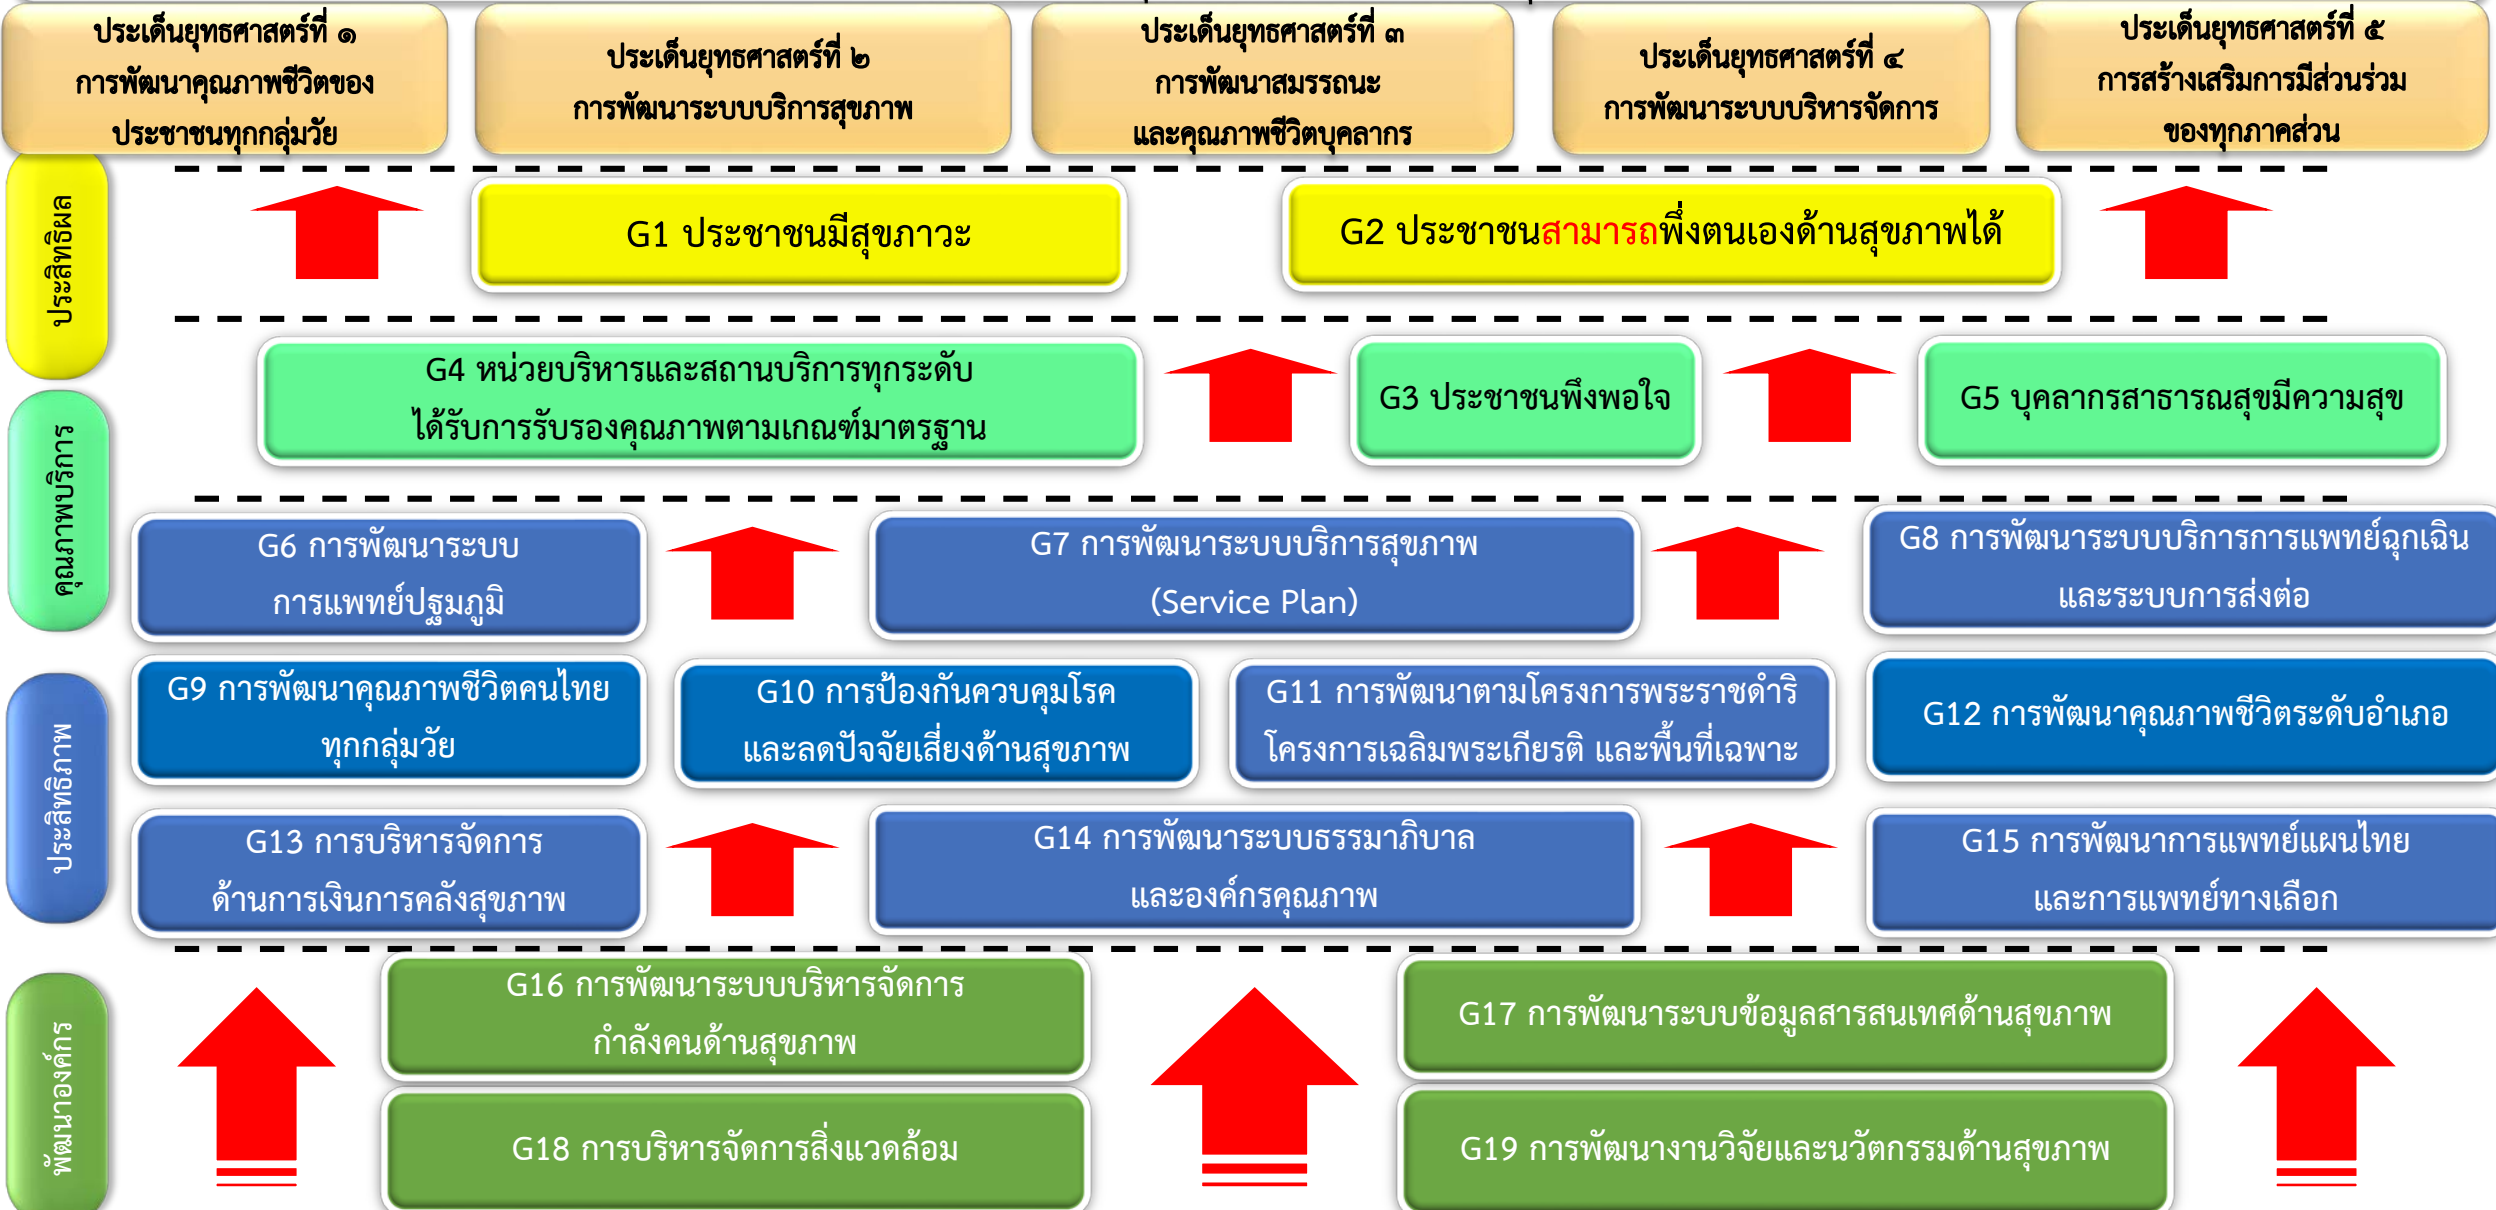 ประเด็นยุทธศาสตร์ที่ ๑
การพัฒนาคุณภาพชีวิตของ
ประชาชนทุกกลุ่มวัย
ประเด็นยุทธศาสตร์ที่ ๒
การพัฒนาระบบบริการสุขภาพ
ประเด็นยุทธศาสตร์ที่ ๓
การพัฒนาสมรรถนะ
และคุณภาพชีวิตบุคลากร
ประเด็นยุทธศาสตร์ที่ ๔
การพัฒนาระบบบริหารจัดการ
ประเด็นยุทธศาสตร์ที่ ๕
การสร้างเสริมการมีส่วนร่วม
ของทุกภาคส่วน
ประสิทธิผล
G1 ประชาชนมีสุขภาวะ
G2 ประชาชนสามารถพึ่งตนเองด้านสุขภาพได้
คุณภาพบริการ
G4 หน่วยบริหารและสถานบริการทุกระดับ
ได้รับการรับรองคุณภาพตามเกณฑ์มาตรฐาน
G3 ประชาชนพึงพอใจ
G5 บุคลากรสาธารณสุขมีความสุข
ประสิทธิภาพ
G6 การพัฒนาระบบ
การแพทย์ปฐมภูมิ
G7 การพัฒนาระบบบริการสุขภาพ
(Service Plan)
G8 การพัฒนาระบบบริการการแพทย์ฉุกเฉิน
และระบบการส่งต่อ
G9 การพัฒนาคุณภาพชีวิตคนไทย
ทุกกลุ่มวัย
G10 การป้องกันควบคุมโรค
และลดปัจจัยเสี่ยงด้านสุขภาพ
G11 การพัฒนาตามโครงการพระราชดำริ
โครงการเฉลิมพระเกียรติ และพื้นที่เฉพาะ
G12 การพัฒนาคุณภาพชีวิตระดับอำเภอ
G13 การบริหารจัดการ
ด้านการเงินการคลังสุขภาพ
G14 การพัฒนาระบบธรรมาภิบาล
และองค์กรคุณภาพ
G15 การพัฒนาการแพทย์แผนไทย
และการแพทย์ทางเลือก
พัฒนาองค์กร
G16 การพัฒนาระบบบริหารจัดการ
กำลังคนด้านสุขภาพ
G17 การพัฒนาระบบข้อมูลสารสนเทศด้านสุขภาพ
G18 การบริหารจัดการสิ่งแวดล้อม
G19 การพัฒนางานวิจัยและนวัตกรรมด้านสุขภาพ